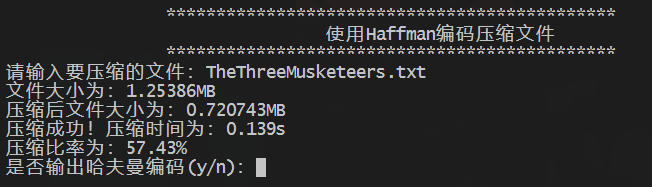 *********************************************
使用Haffman编码压缩文件
*********************************************
请输入要压缩的文件: TheThreeMusketeers.txt
文件大小为: 1.25386MB
压缩后文件大小为: 0.720743MB
压缩成功! 压缩时间为: 0.139s
压缩比率为: 57.43%
是否输出哈夫曼编码(y/n):